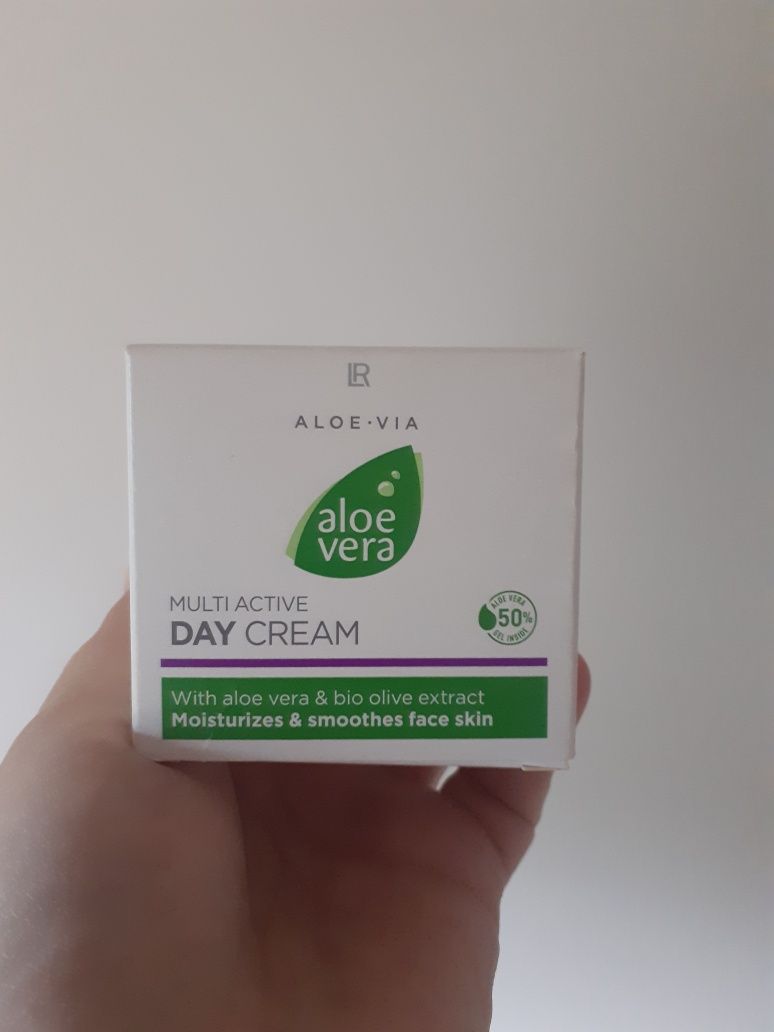 LR
ALOE·VIA
aloe
vera
MULTI ACTIVE
DAY CREAM
ALOE VERA
50%
GEL INSIDE
With aloe vera & bio olive extract
Moisturizes & smoothes face skin